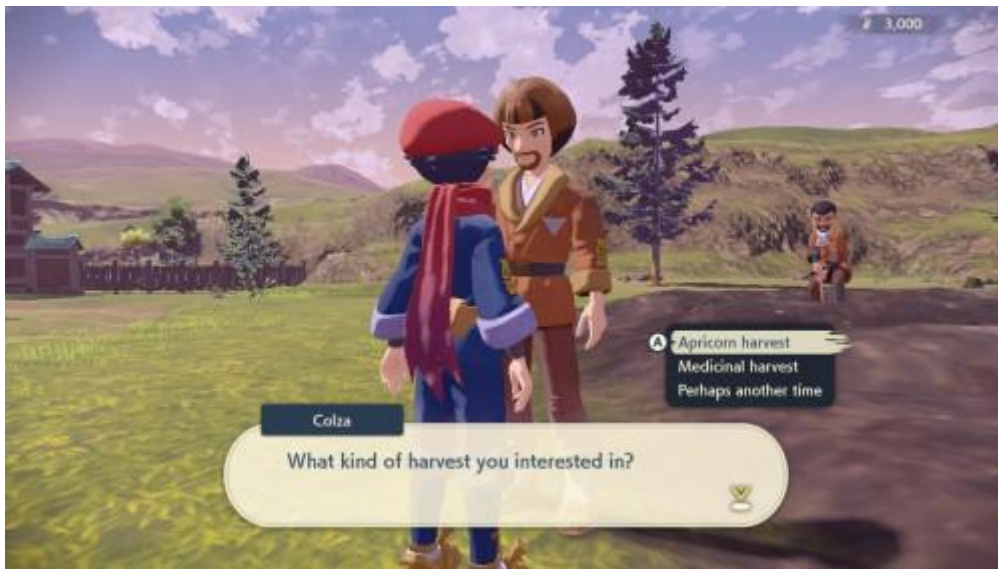 3,000
A Apricorn harvest
Medicinal harvest
Perhaps another time
Colza
What kind of harvest you interested in?